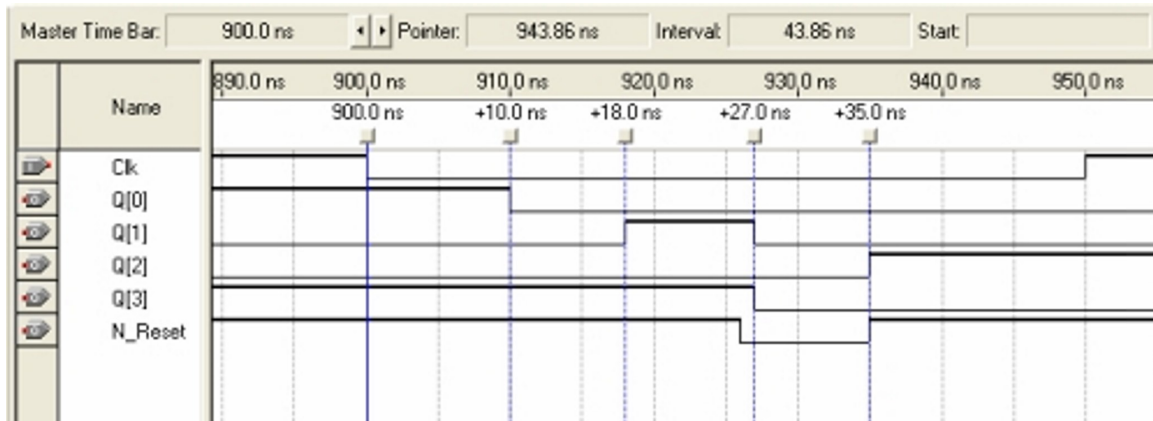 Master Time Bar: 900.0 ns Pointer: 943.86 ns Interval: 43.86 ns Start:
890.0 ns 900.0 ns 910.0 ns 920.0 ns 930.0 ns 940.0 ns 950.0 ns
Name
900.0 ns +10.0 ns +18.0 ns +27.0 ns +35.0 ns
Clk
Q[0]
Q[1]
Q[2]
Q[3]
N_Reset